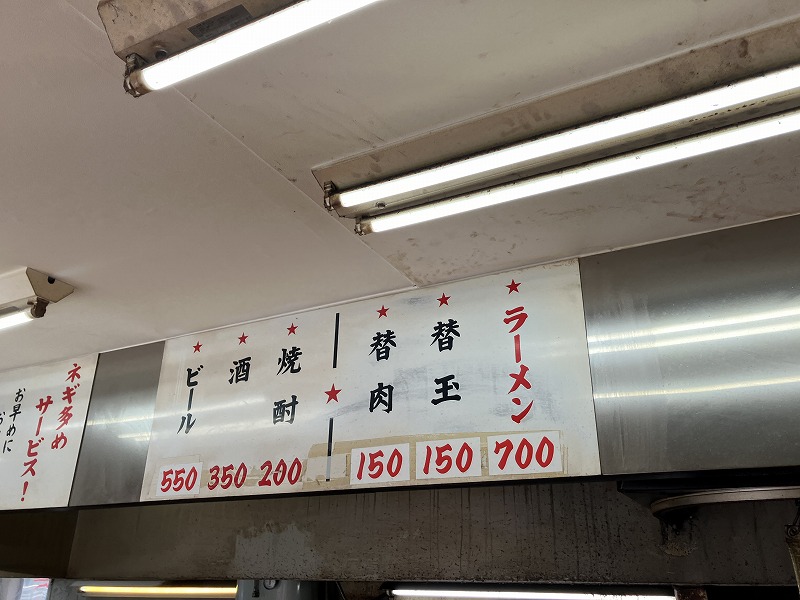 ★ラーメン 700
★替玉 150
★替肉 150
★
★焼酎 200
★酒 350
★ビール 550
ネギ多め
サービス！
お早めに